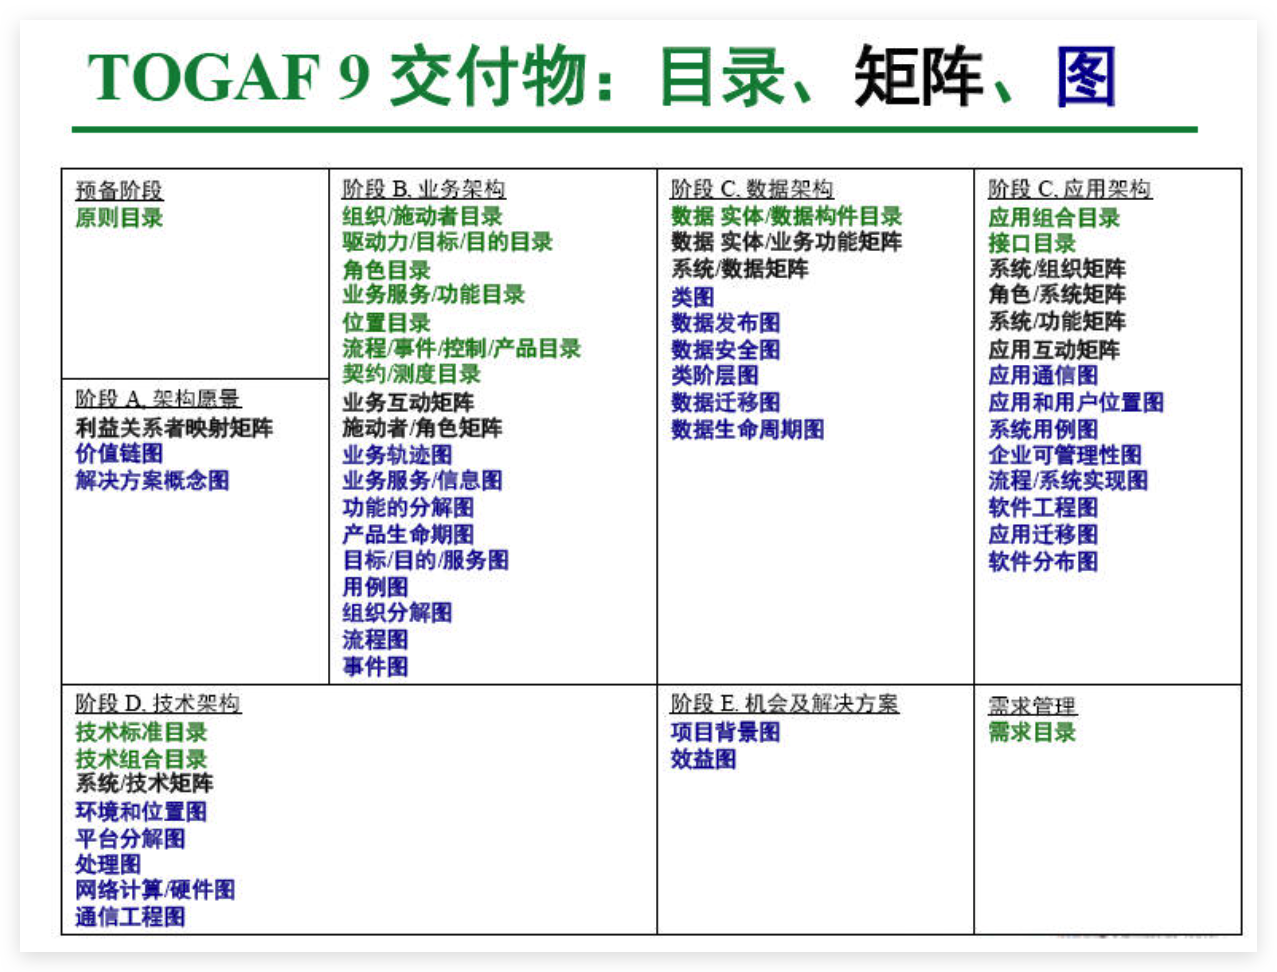 TOGAF 9 交付物：目录、矩阵、图
预备阶段
原则目录
阶段 A, 架构愿景
利益关系者映射矩阵
价值链图
解决方案概念图
阶段 B, 业务架构
组织/施动者目录
驱动力/目标/目的目录
角色目录
业务服务/功能目录
位置目录
流程/事件/控制/产品目录
契约/测度目录
业务互动矩阵
施动者/角色矩阵
业务轨迹图
业务服务/信息图
功能的分解图
产品生命期图
目标/目的/服务图
用例图
组织分解图
流程图
事件图
阶段 C, 数据架构
数据 实体/数据构件目录
数据 实体/业务功能矩阵
系统/数据矩阵
类图
数据发布图
数据安全图
类阶层图
数据迁移图
数据生命周期图
阶段 C, 应用架构
应用组合目录
接口目录
系统/组织矩阵
角色/系统矩阵
系统/功能矩阵
应用互动矩阵
应用通信图
应用和用户位置图
系统用例图
企业可管理性图
流程/系统实现图
软件工程图
应用迁移图
软件分布图
阶段 D, 技术架构
技术标准目录
技术组合目录
系统/技术矩阵
环境和位置图
平台分解图
处理图
网络计算/硬件图
通信工程图
阶段 E. 机会及解决方案
项目背景图
效益图
需求管理
需求目录